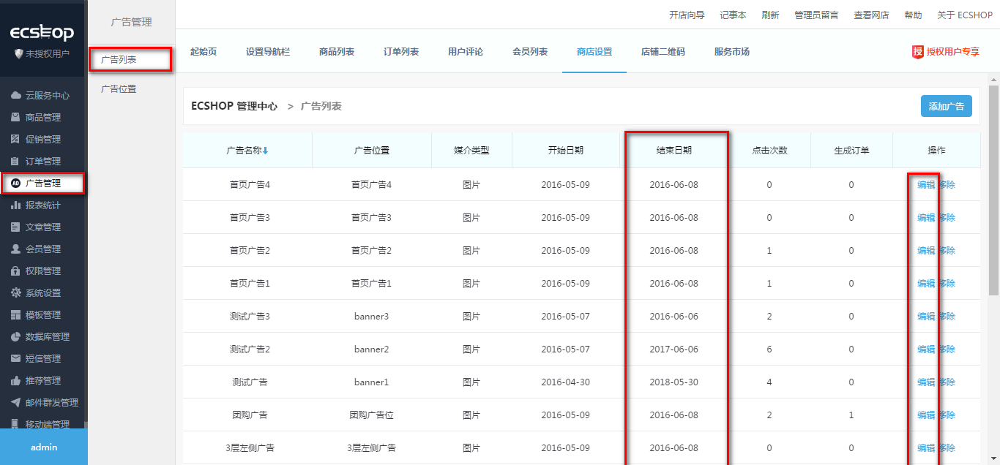 ecshop
未授权用户
云服务中心
商品管理
促销管理
订单管理
广告管理
报表统计
文章管理
会员管理
权限管理
系统设置
模板管理
数据库管理
短信管理
推荐管理
邮件群发管理
移动端管理
admin
广告管理
广告列表
广告位置
开店向导 记事本 刷新 管理员留言 查看网店 帮助 关于 ECSHOP
起始页 设置导航栏 商品列表 订单列表 用户评论 会员列表 商店设置 店铺二维码 服务市场 授 授权用户专享
ECSHOP 管理中心 > 广告列表 添加广告
广告名称 广告位置 媒介类型 开始日期 结束日期 点击次数 生成订单 操作
首页广告4 首页广告4 图片 2016-05-09 2016-06-08 0 0 编辑 移除
首页广告3 首页广告3 图片 2016-05-09 2016-06-08 0 0 编辑 移除
首页广告2 首页广告2 图片 2016-05-09 2016-06-08 1 0 编辑 移除
首页广告1 首页广告1 图片 2016-05-09 2016-06-08 1 0 编辑 移除
测试广告3 banner3 图片 2016-05-07 2016-06-06 2 0 编辑 移除
测试广告2 banner2 图片 2016-05-07 2017-06-06 6 0 编辑 移除
测试广告 banner1 图片 2016-04-30 2018-05-30 4 0 编辑 移除
团购广告 团购广告位 图片 2016-05-09 2016-06-08 2 1 编辑 移除
3层左侧广告 3层左侧广告 图片 2016-05-09 2016-06-08 0 0 编辑 移除